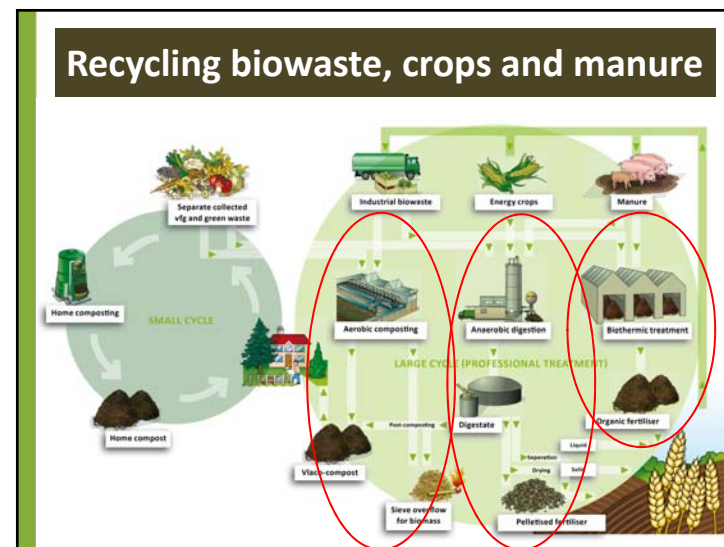 Recycling biowaste, crops and manure
Separate collected
vfg and green waste
Industrial biowaste
Energy crops
Manure
Home composting
SMALL CYCLE
Aerobic composting
Anaerobic digestion
Biothermic treatment
LARGE CYCLE (PROFESSIONAL TREATMENT)
Home compost
Post-composting
Digestate
Organic fertiliser
Vlaco-compost
Liquid
Seperation
Drying
Solid
Sieve overflow
for biomass
Pelletised fertiliser